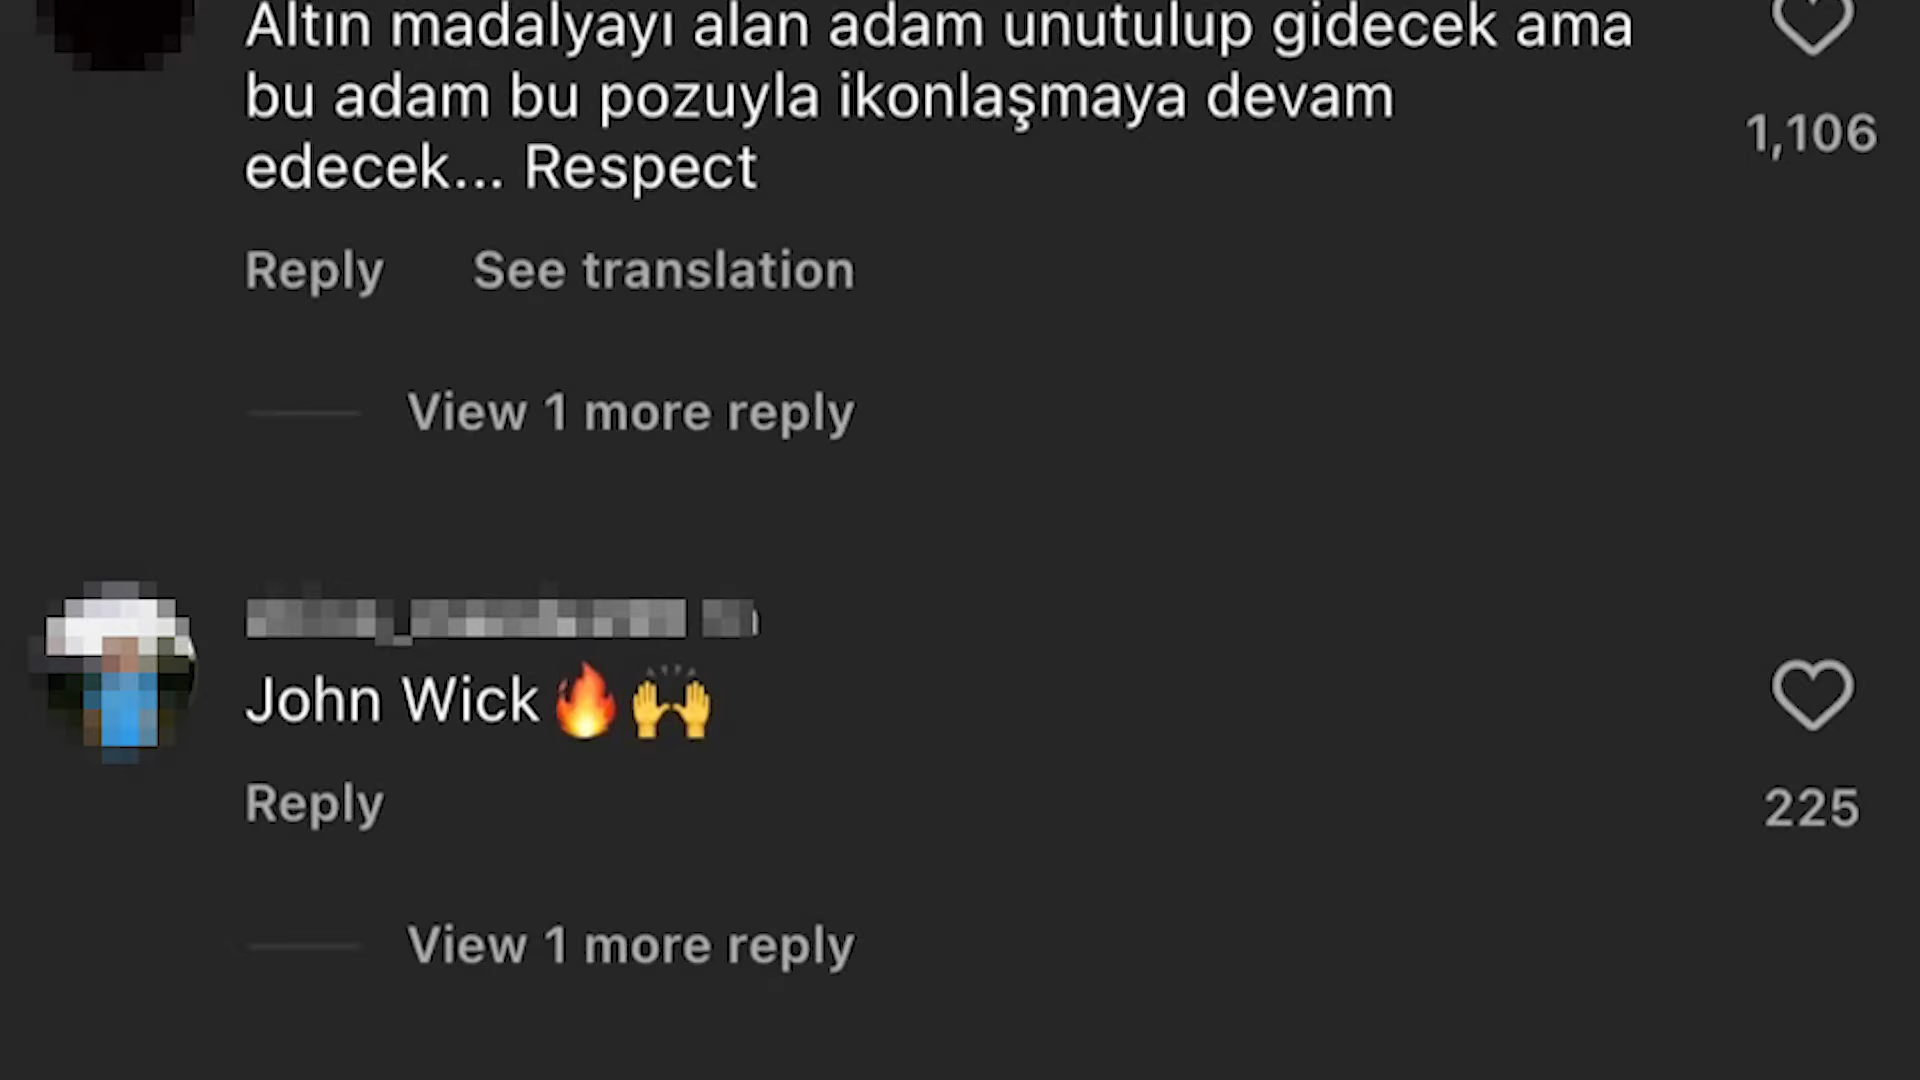 Altın madalyayı alan adam unutulup gidecek ama
bu adam bu pozuyla ikonlaşmaya devam
edecek... Respect
1,106
Reply See translation
View 1 more reply
John Wick🔥🙌
Reply
225
View 1 more reply